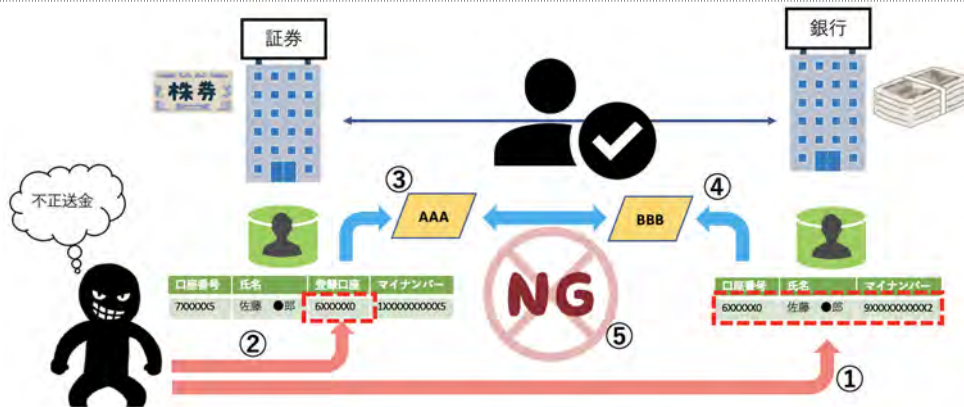 証券
銀行
株券
不正送金
③
④
AAA
BBB
口座番号 氏名 登録口座 マイナンバー
7XXXXX5 佐藤 ●郎 6XXXXX0 1XXXXXXXXXX5
口座番号 氏名 マイナンバー
6XXXXX0 佐藤 ●郎 9XXXXXXXXXX2
NG
⑤
②
①